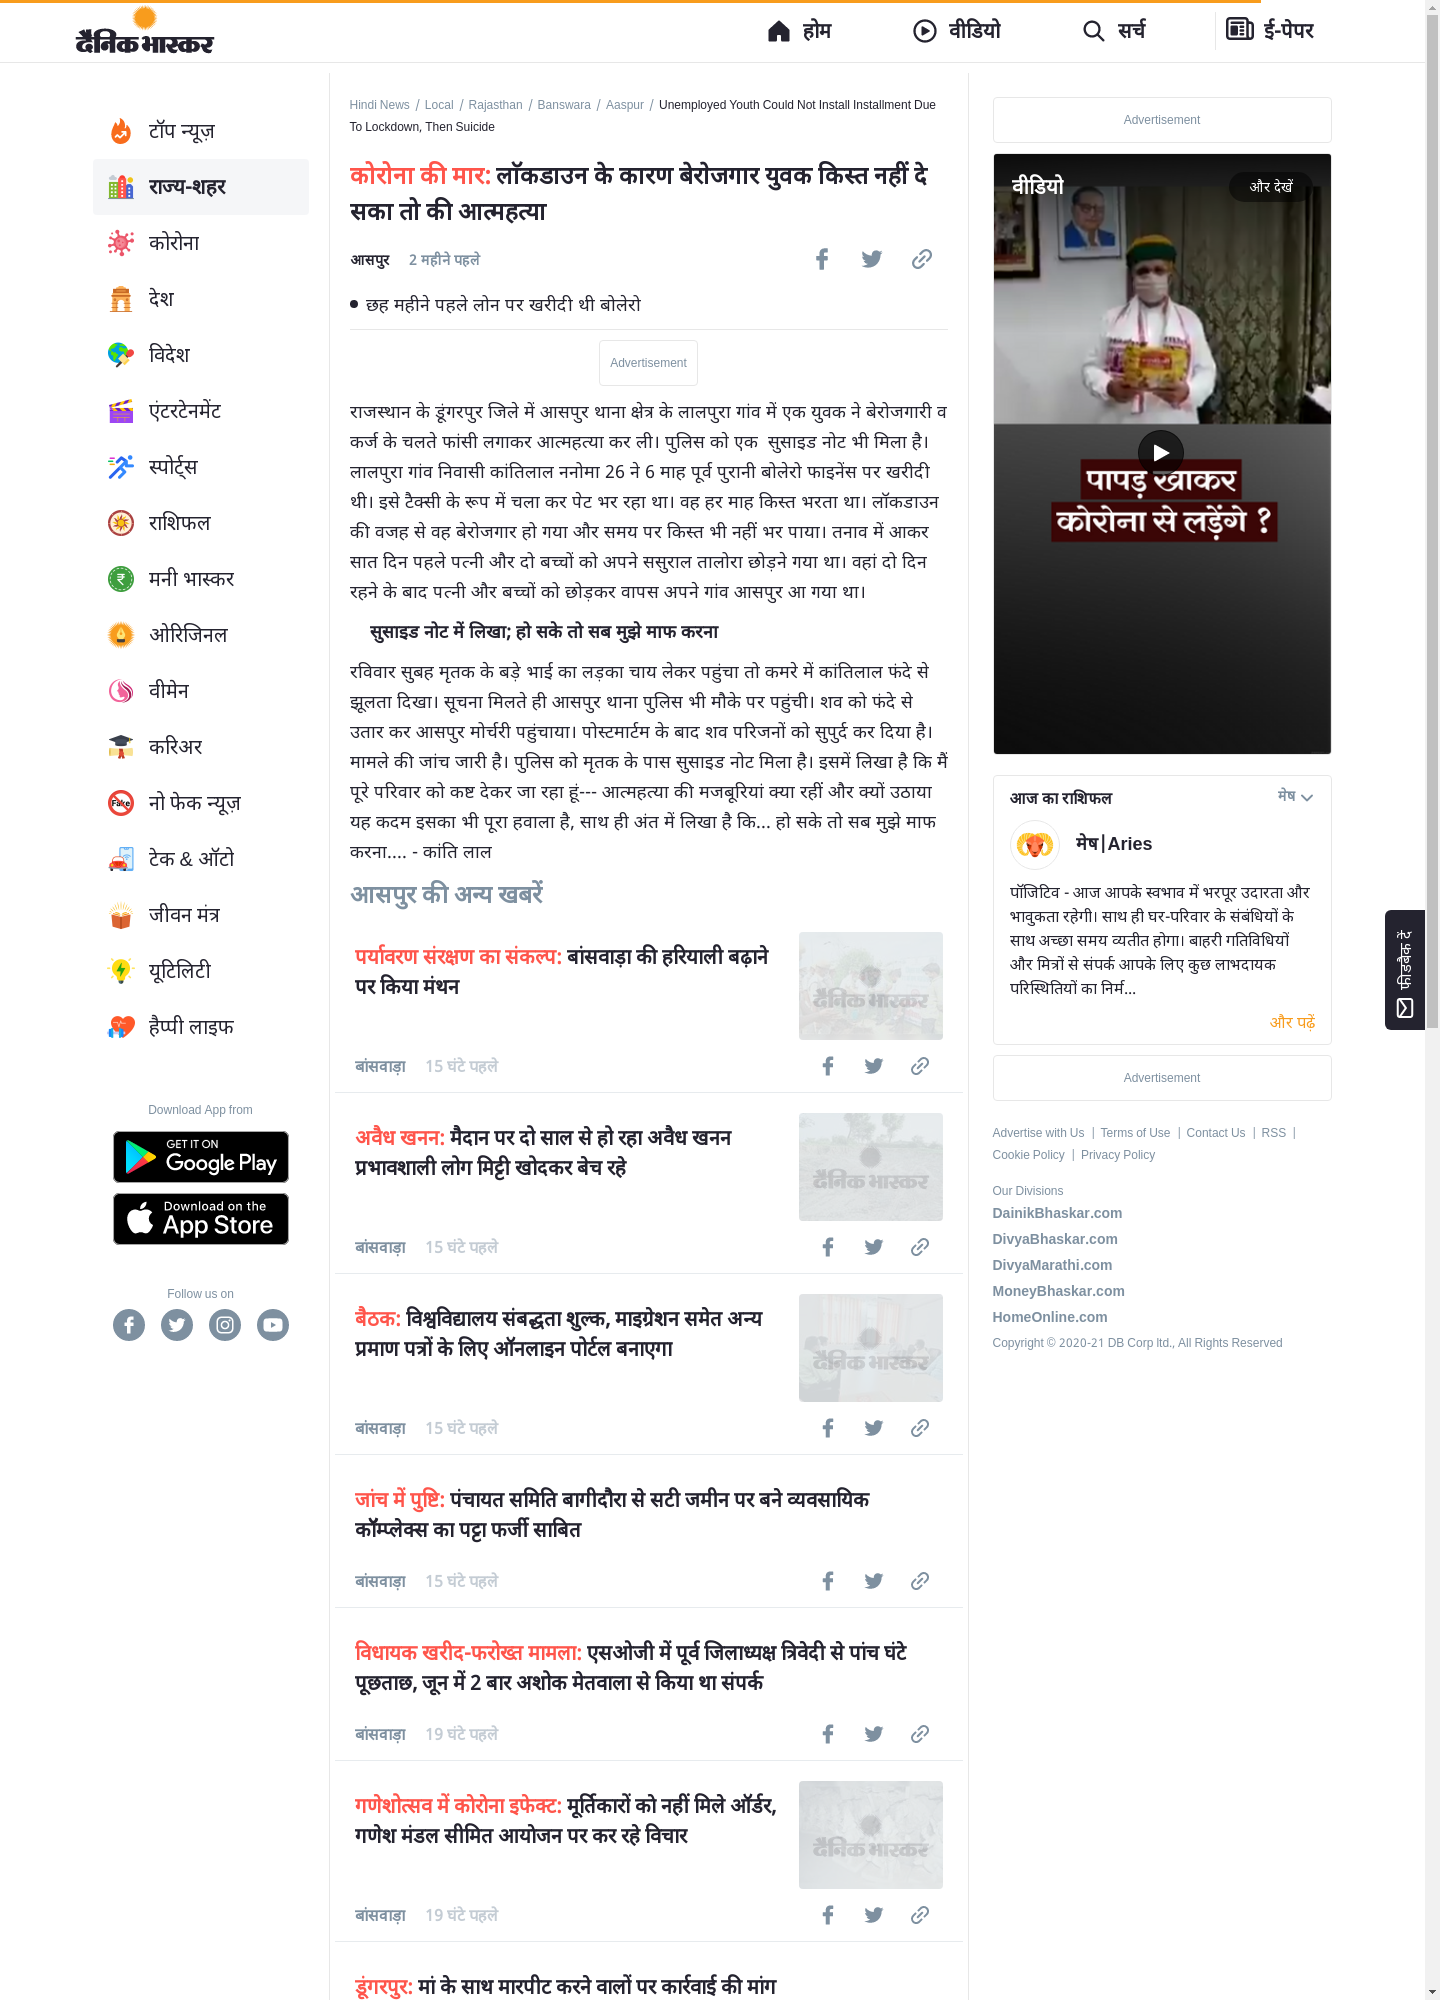 दैनिक भास्कर
होम
वीडियो
सर्च
ई-पेपर
टॉप न्यूज़
राज्य-शहर
कोरोना
देश
विदेश
एंटरटेनमेंट
स्पोर्ट्स
राशिफल
मनी भास्कर
ओरिजिनल
वीमेन
करिअर
Fake
नो फेक न्यूज़
टेक & ऑटो
जीवन मंत्र
यूटिलिटी
हैप्पी लाइफ
Download App from
GET IT ON
Google Play
Download on the
App Store
Follow us on
Hindi News / Local / Rajasthan / Banswara / Aaspur / Unemployed Youth Could Not Install Installment Due
To Lockdown, Then Suicide
कोरोना की मार: लॉकडाउन के कारण बेरोजगार युवक किस्त नहीं दे
सका तो की आत्महत्या
आसपुर 2 महीने पहले
छह महीने पहले लोन पर खरीदी थी बोलेरो
Advertisement
राजस्थान के डूंगरपुर जिले में आसपुर थाना क्षेत्र के लालपुरा गांव में एक युवक ने बेरोजगारी व
कर्ज के चलते फांसी लगाकर आत्महत्या कर ली। पुलिस को एक सुसाइड नोट भी मिला है।
लालपुरा गांव निवासी कांतिलाल ननोमा 26 ने 6 माह पूर्व पुरानी बोलेरो फाइनेंस पर खरीदी
थी। इसे टैक्सी के रूप में चला कर पेट भर रहा था। वह हर माह किस्त भरता था। लॉकडाउन
की वजह से वह बेरोजगार हो गया और समय पर किस्त भी नहीं भर पाया। तनाव में आकर
सात दिन पहले पत्नी और दो बच्चों को अपने ससुराल तालोरा छोड़ने गया था। वहां दो दिन
रहने के बाद पत्नी और बच्चों को छोड़कर वापस अपने गांव आसपुर आ गया था।
सुसाइड नोट में लिखा; हो सके तो सब मुझे माफ करना
रविवार सुबह मृतक के बड़े भाई का लड़का चाय लेकर पहुंचा तो कमरे में कांतिलाल फंदे से
झूलता दिखा। सूचना मिलते ही आसपुर थाना पुलिस भी मौके पर पहुंची। शव को फंदे से
उतार कर आसपुर मोर्चरी पहुंचाया। पोस्टमार्टम के बाद शव परिजनों को सुपुर्द कर दिया है।
मामले की जांच जारी है। पुलिस को मृतक के पास सुसाइड नोट मिला है। इसमें लिखा है कि मैं
पूरे परिवार को कष्ट देकर जा रहा हूं--- आत्महत्या की मजबूरियां क्या रहीं और क्यों उठाया
यह कदम इसका भी पूरा हवाला है, साथ ही अंत में लिखा है कि... हो सके तो सब मुझे माफ
करना.... - कांति लाल
आसपुर की अन्य खबरें
पर्यावरण संरक्षण का संकल्प: बांसवाड़ा की हरियाली बढ़ाने
पर किया मंथन
दैनिक भास्कर
बांसवाड़ा 15 घंटे पहले
अवैध खनन: मैदान पर दो साल से हो रहा अवैध खनन
प्रभावशाली लोग मिट्टी खोदकर बेच रहे
दैनिक भास्कर
बांसवाड़ा 15 घंटे पहले
बैठक: विश्वविद्यालय संबद्धता शुल्क, माइग्रेशन समेत अन्य
प्रमाण पत्रों के लिए ऑनलाइन पोर्टल बनाएगा
दैनिक भास्कर
बांसवाड़ा 15 घंटे पहले
जांच में पुष्टि: पंचायत समिति बागीदौरा से सटी जमीन पर बने व्यवसायिक
कॉम्प्लेक्स का पट्टा फर्जी साबित
बांसवाड़ा 15 घंटे पहले
विधायक खरीद-फरोख्त मामला: एसओजी में पूर्व जिलाध्यक्ष त्रिवेदी से पांच घंटे
पूछताछ, जून में 2 बार अशोक मेतवाला से किया था संपर्क
बांसवाड़ा 19 घंटे पहले
गणेशोत्सव में कोरोना इफेक्ट: मूर्तिकारों को नहीं मिले ऑर्डर,
गणेश मंडल सीमित आयोजन पर कर रहे विचार
दैनिक भास्कर
बांसवाड़ा 19 घंटे पहले
डूंगरपुर: मां के साथ मारपीट करने वालों पर कार्रवाई की मांग
Advertisement
वीडियो
और देखें
पापड़ खाकर
कोरोना से लड़ेंगे ?
आज का राशिफल
मेष
मेष|Aries
पॉजिटिव - आज आपके स्वभाव में भरपूर उदारता और
भावुकता रहेगी। साथ ही घर-परिवार के संबंधियों के
साथ अच्छा समय व्यतीत होगा। बाहरी गतिविधियों
और मित्रों से संपर्क आपके लिए कुछ लाभदायक
परिस्थितियों का निर्म...
और पढ़ें
Advertisement
Advertise with Us | Terms of Use | Contact Us | RSS |
Cookie Policy | Privacy Policy
Our Divisions
DainikBhaskar.com
DivyaBhaskar.com
DivyaMarathi.com
MoneyBhaskar.com
HomeOnline.com
Copyright © 2020-21 DB Corp ltd., All Rights Reserved
फीडबैक दें